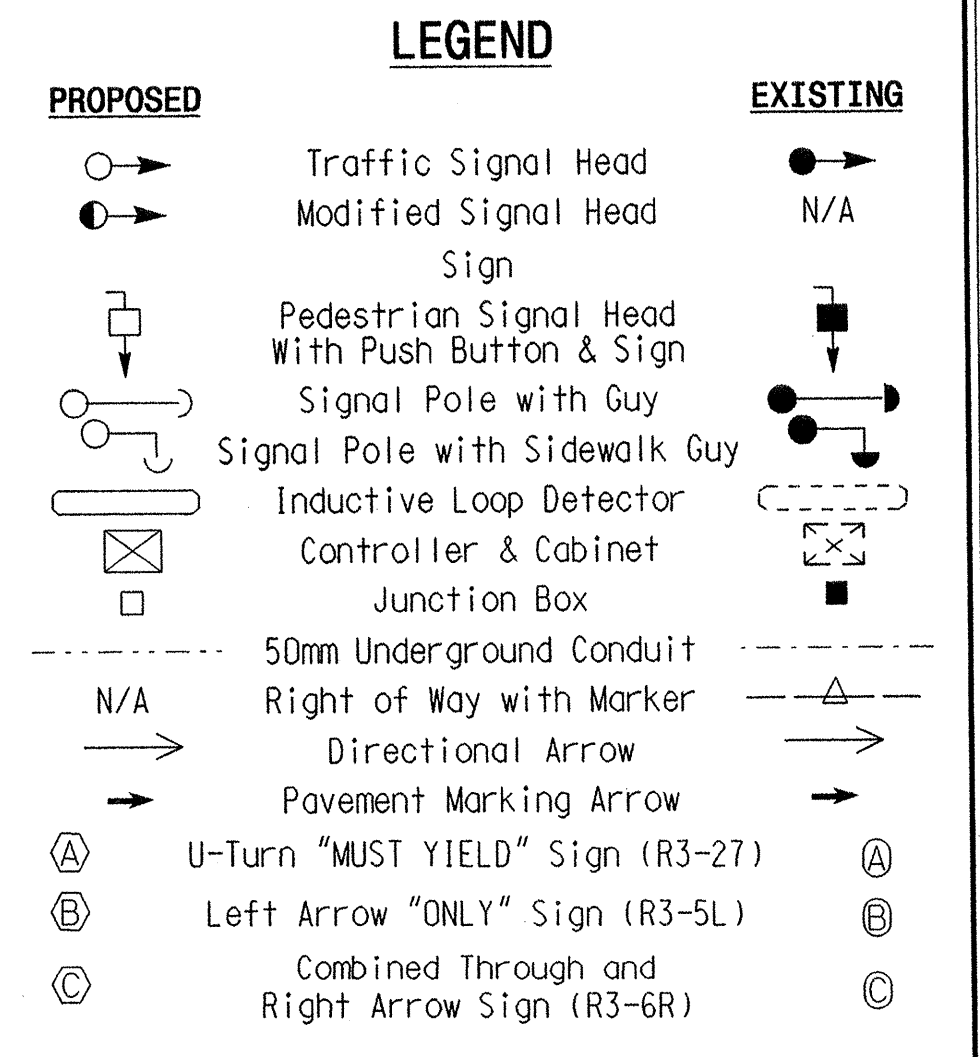 LEGEND
PROPOSED EXISTING
Traffic Signal Head
Modified Signal Head N/A
Sign
Pedestrian Signal Head
With Push Button & Sign
Signal Pole with Guy
Signal Pole with Sidewalk Guy
Inductive Loop Detector
Controller & Cabinet
Junction Box
50mm Underground Conduit
N/A Right of Way with Marker
Directional Arrow
Pavement Marking Arrow
A U-Turn "MUST YIELD" Sign (R3-27) A
B Left Arrow "ONLY" Sign (R3-5L) B
Combined Through and
C Right Arrow Sign (R3-6R) C